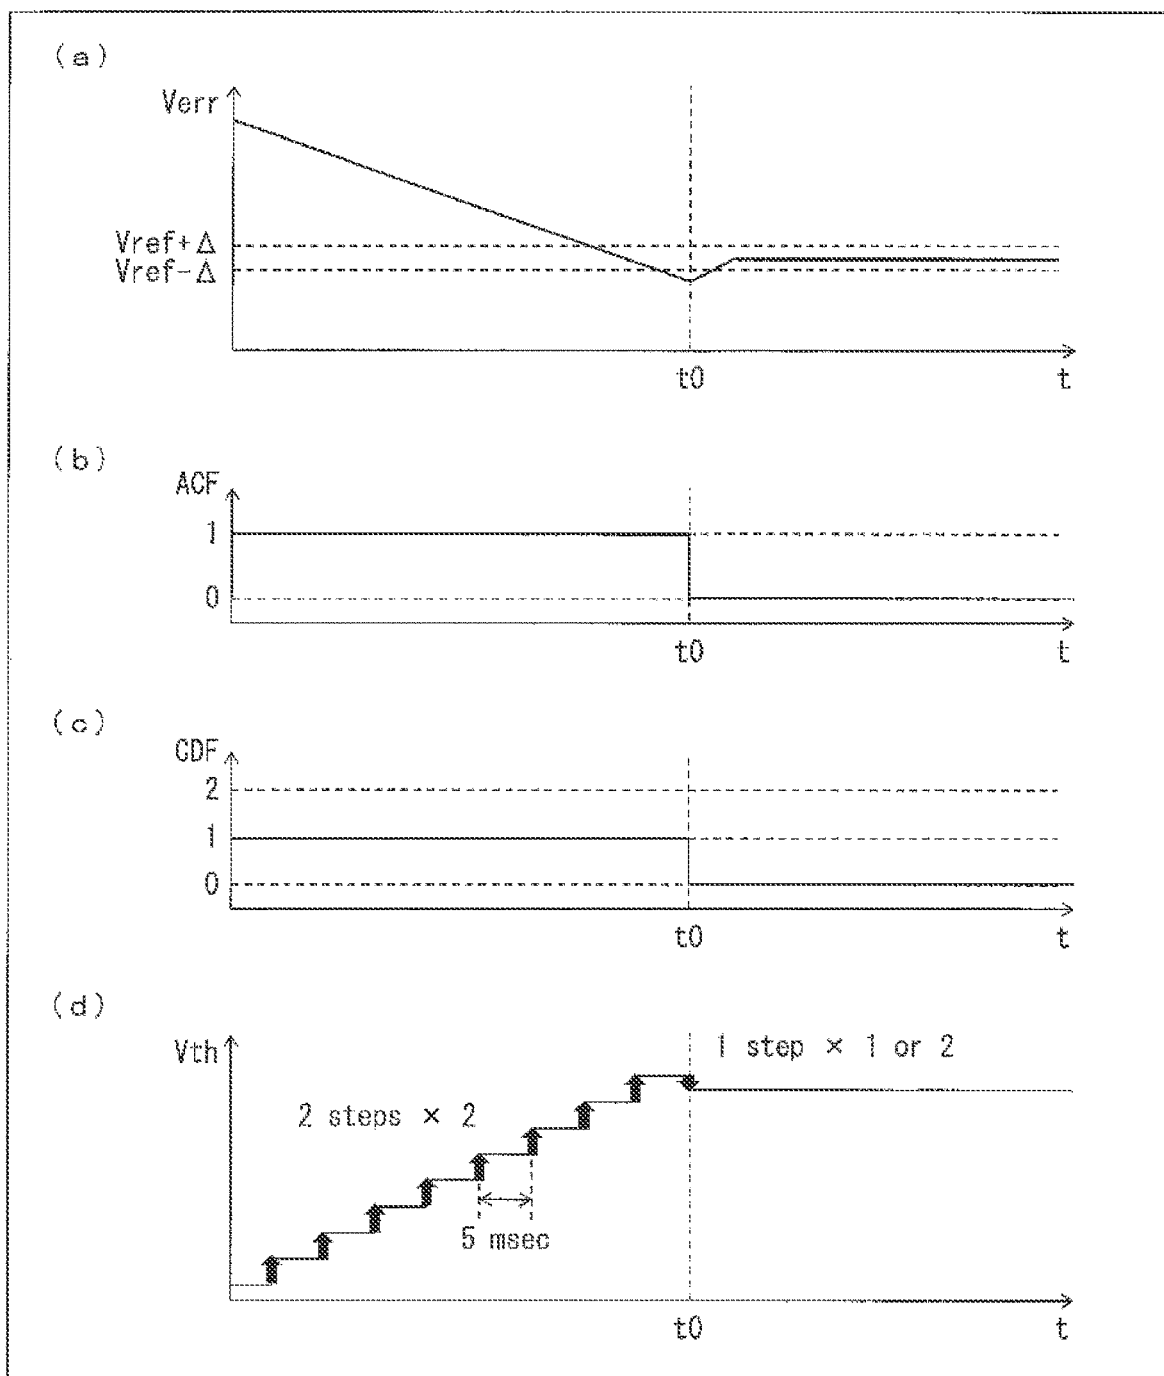 (a)
Verr
Vref+Δ
Vref-Δ
t0
t
(b)
ACF
1
0
t0
t
(c)
CDF
2
1
0
t0
t
(d)
Vth
1 step × 1 or 2
2 steps × 2
5 msec
t0
t